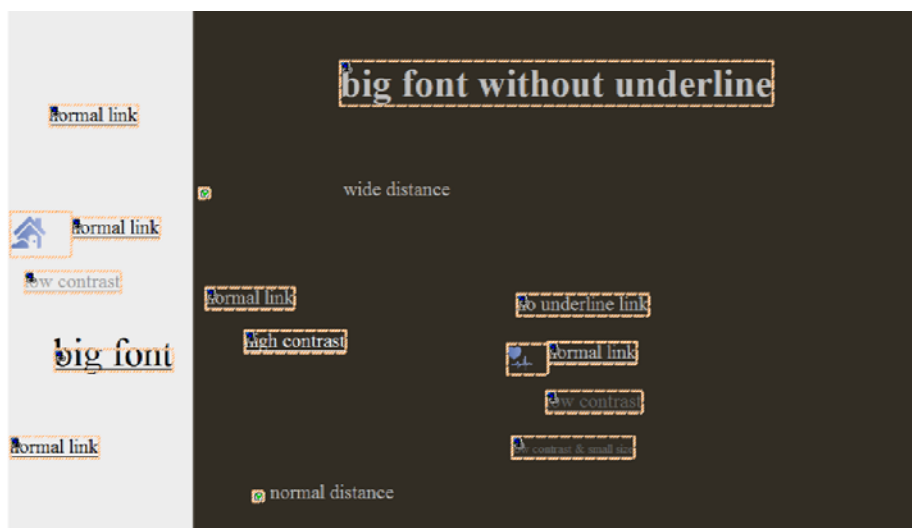 big font without underline
normal link
wide distance
normal link
low contrast
normal link
no underline link
high contrast
big font
normal link
low contrast
normal link
low contrast & small size
normal distance